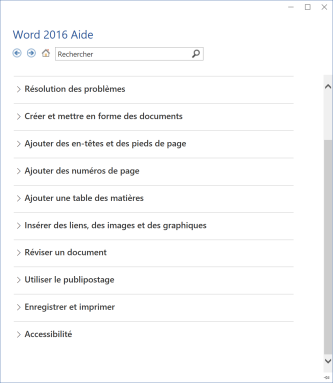 Word 2016 Aide
Rechercher
Résolution des problèmes
Créer et mettre en forme des documents
Ajouter des en-têtes et des pieds de page
Ajouter des numéros de page
Ajouter une table des matières
Insérer des liens, des images et des graphiques
Réviser un document
Utiliser le publipostage
Enregistrer et imprimer
Accessibilité